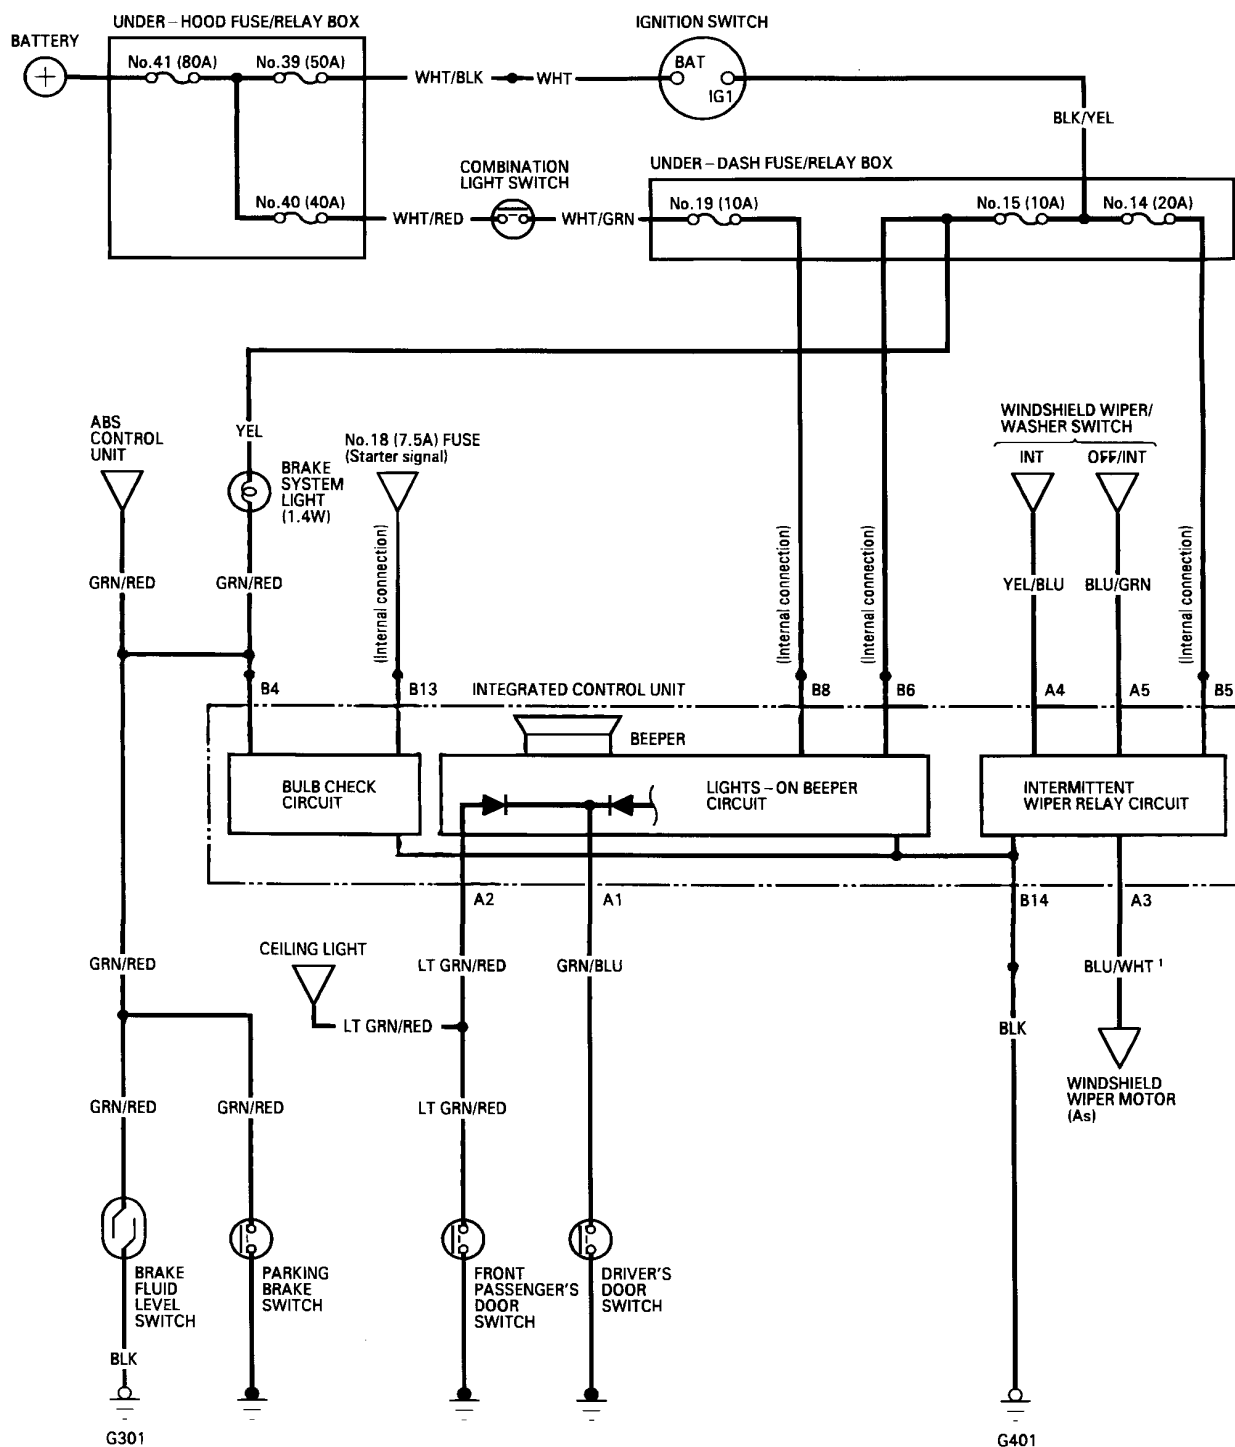 UNDER-HOOD FUSE/RELAY BOX
IGNITION SWITCH
BATTERY
No.41 (80A)
No.39 (50A)
WHT/BLK
WHT
BAT
IG1
BLK/YEL
COMBINATION
LIGHT SWITCH
UNDER-DASH FUSE/RELAY BOX
No.40 (40A)
WHT/RED
WHT/GRN
No.19 (10A)
No.15 (10A)
No.14 (20A)
ABS
CONTROL
UNIT
YEL
BRAKE
SYSTEM
LIGHT
(1.4W)
No.18 (7.5A) FUSE
(Starter signal)
WINDSHIELD WIPER/
WASHER SWITCH
INT
OFF/INT
GRN/RED
GRN/RED
(Internal connection)
(Internal connection)
(Internal connection)
YEL/BLU
BLU/GRN
(Internal connection)
B4
B13
INTEGRATED CONTROL UNIT
B8
B6
A4
A5
B5
BEEPER
BULB CHECK
CIRCUIT
LIGHTS-ON BEEPER
CIRCUIT
INTERMITTENT
WIPER RELAY CIRCUIT
A2
A1
B14
A3
GRN/RED
CEILING LIGHT
LT GRN/RED
GRN/BLU
BLU/WHT 1
LT GRN/RED
BLK
WINDSHIELD
WIPER MOTOR
(As)
GRN/RED
GRN/RED
LT GRN/RED
BRAKE
FLUID
LEVEL
SWITCH
PARKING
BRAKE
SWITCH
FRONT
PASSENGER'S
DOOR
SWITCH
DRIVER'S
DOOR
SWITCH
BLK
G301
G401